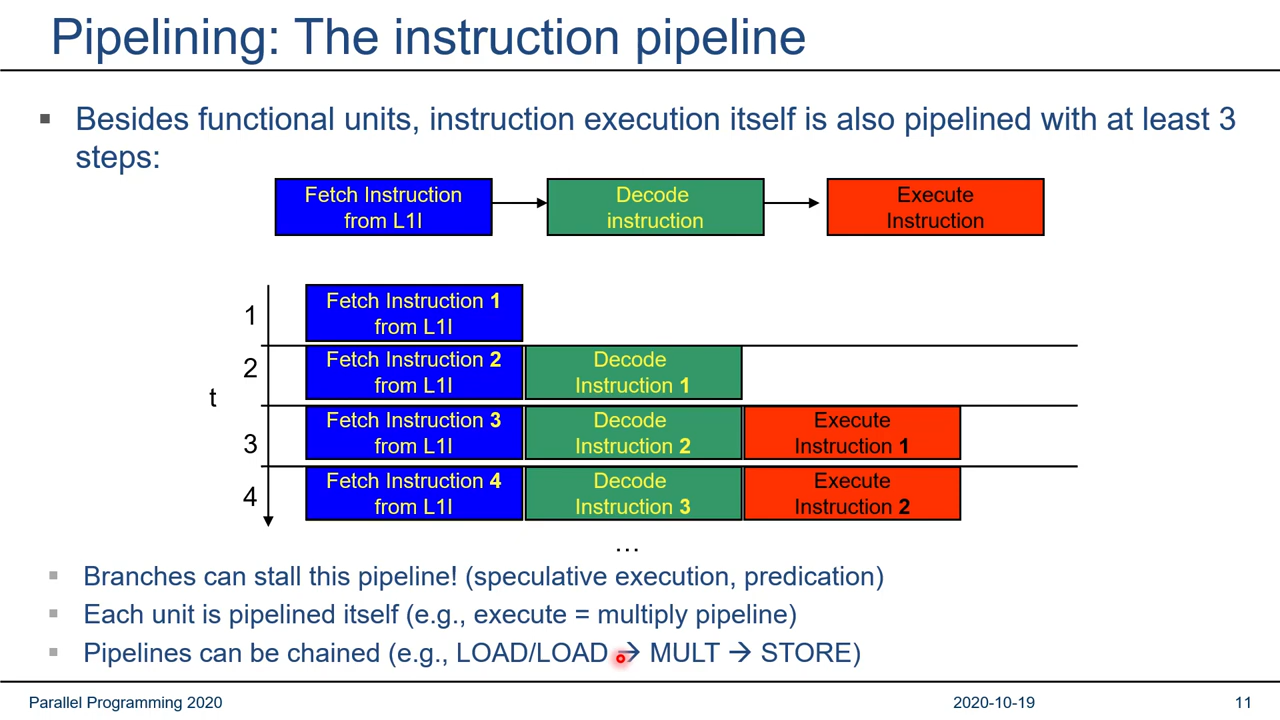 Pipelining: The instruction pipeline
▪ Besides functional units, instruction execution itself is also pipelined with at least 3
steps:
Fetch Instruction
from L1I
Decode
instruction
Execute
Instruction
1
Fetch Instruction 1
from L1I
2
Fetch Instruction 2
from L1I
Decode
Instruction 1
t
3
Fetch Instruction 3
from L1I
Decode
Instruction 2
Execute
Instruction 1
4
Fetch Instruction 4
from L1I
Decode
Instruction 3
Execute
Instruction 2
...
▪ Branches can stall this pipeline! (speculative execution, predication)
▪ Each unit is pipelined itself (e.g., execute = multiply pipeline)
▪ Pipelines can be chained (e.g., LOAD/LOAD → MULT → STORE)
Parallel Programming 2020
2020-10-19
11